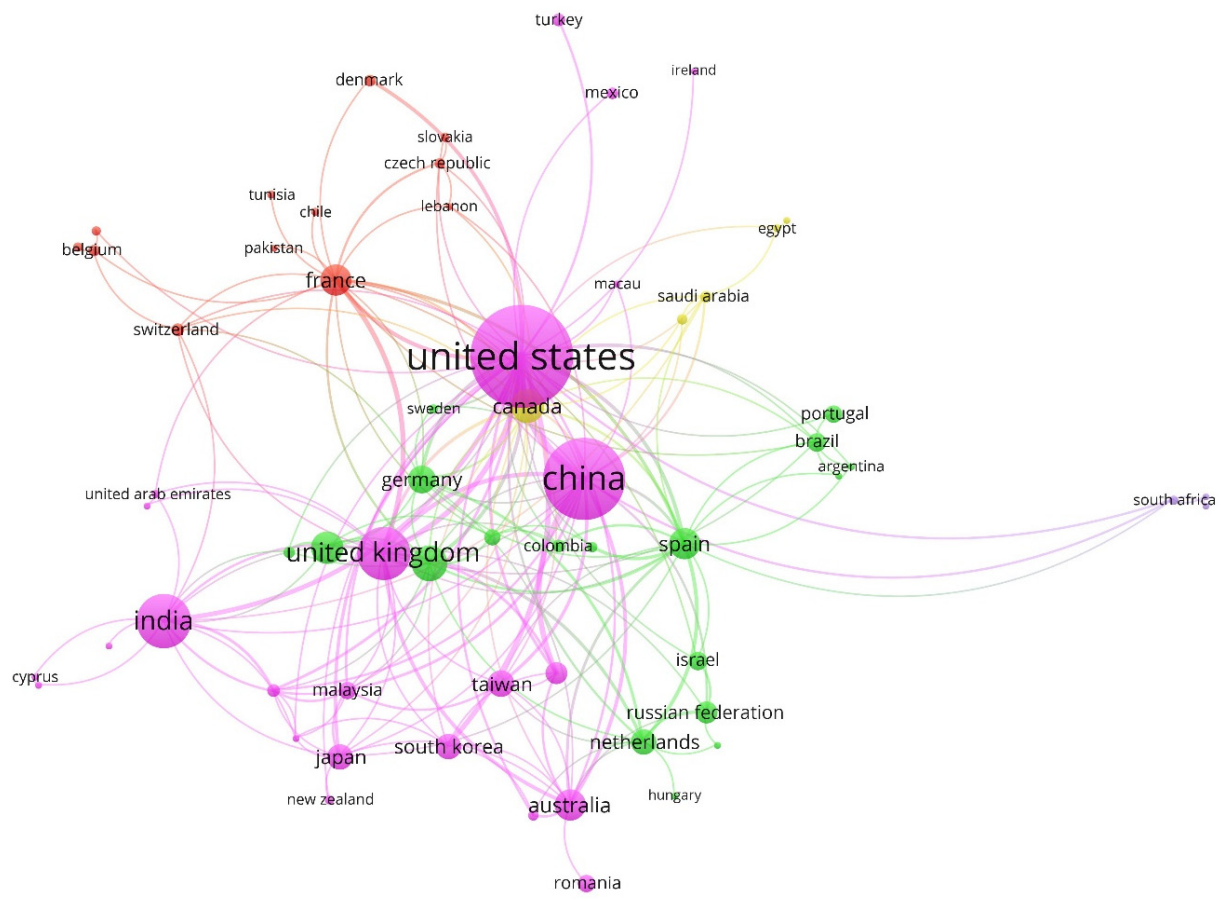 turkey
ireland
denmark
mexico
slovakia
czech republic
tunisia
lebanon
chile
egypt
belgium
pakistan
france
macau
saudi arabia
switzerland
united states
sweden
canada
portugal
brazil
argentina
germany
china
united arab emirates
south africa
united kingdom
colombia
spain
india
israel
cyprus
malaysia
taiwan
russian federation
netherlands
japan
south korea
new zealand
hungary
australia
romania